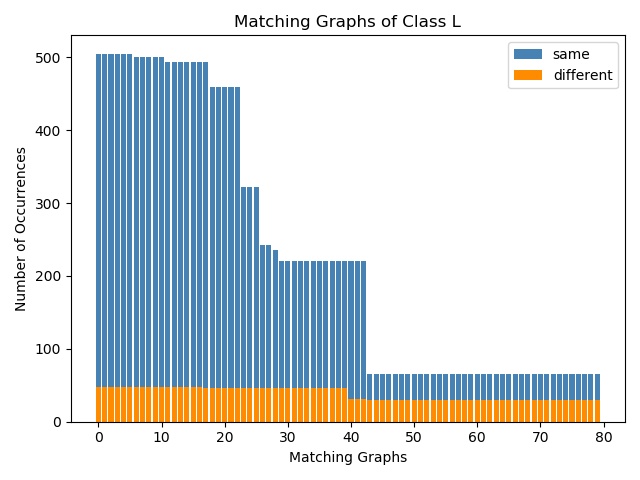 Matching Graphs of Class L
same
different
Number of Occurrences
500
400
300
200
100
0
0 10 20 30 40 50 60 70 80
Matching Graphs